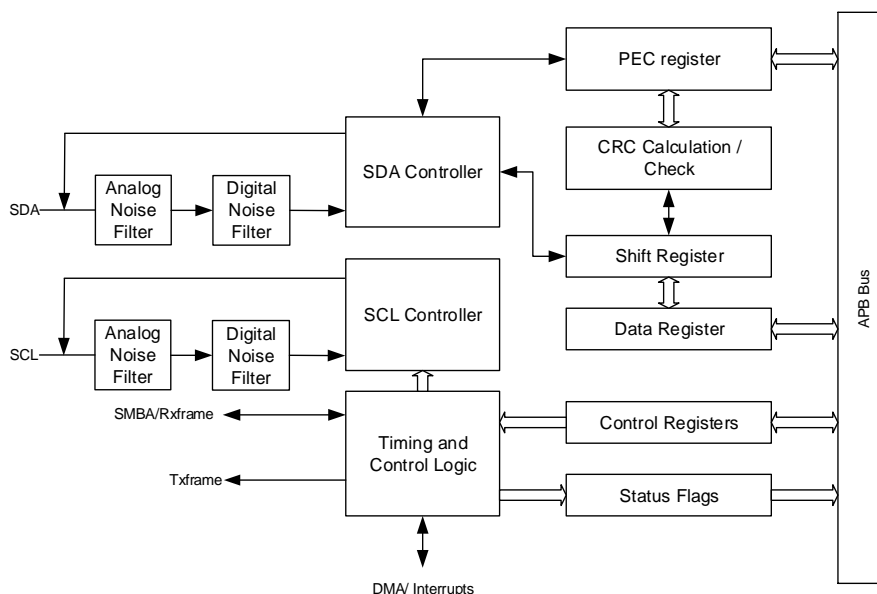 PEC register
CRC Calculation /
Check
SDA Controller
SDA
Analog
Noise
Filter
Digital
Noise
Filter
Shift Register
SCL Controller
Data Register
APB Bus
SCL
Analog
Noise
Filter
Digital
Noise
Filter
SMBA/Rxframe
Timing and
Control Logic
Control Registers
Txframe
Status Flags
DMA/ Interrupts